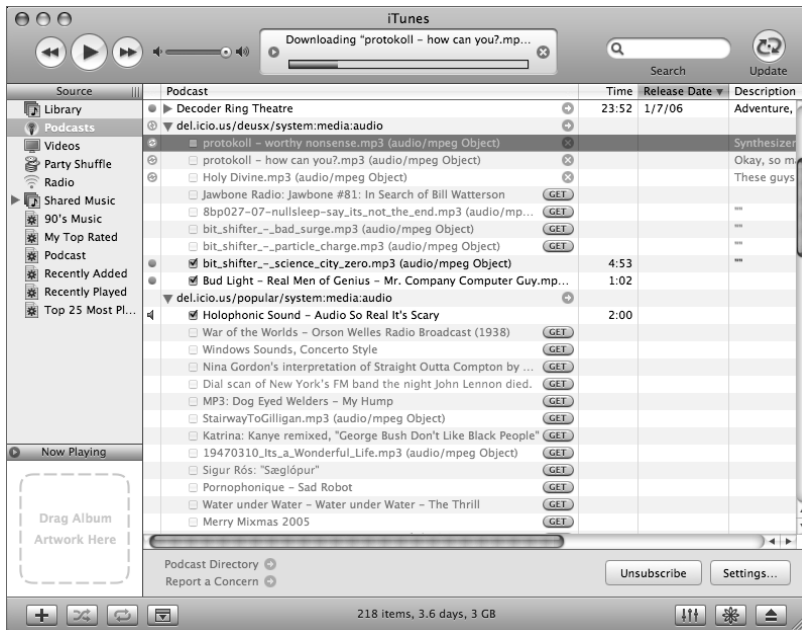 iTunes
Downloading "protokoll – how can you?.mp...
Search
Update
Source
Library
Podcasts
Videos
Party Shuffle
Radio
Shared Music
90's Music
My Top Rated
Podcast
Recently Added
Recently Played
Top 25 Most Pl...
Now Playing
Drag Album
Artwork Here
Podcast Time Release Date Description
Decoder Ring Theatre 23:52 1/7/06 Adventure,
del.icio.us/deusx/system:media:audio
protokoll – worthy nonsense.mp3 (audio/mpeg Object) Synthesizer
protokoll – how can you?.mp3 (audio/mpeg Object) Okay, so m
Holy Divine.mp3 (audio/mpeg Object) These guys
Jawbone Radio: Jawbone #81: In Search of Bill Watterson GET
8bp027-07-nullsleep-say_its_not_the_end.mp3 (audio/mp... GET ""
bit_shifter_-_bad_surge.mp3 (audio/mpeg Object) GET ""
bit_shifter_-_particle_charge.mp3 (audio/mpeg Object) GET ""
bit_shifter_-_science_city_zero.mp3 (audio/mpeg Object) 4:53 ""
Bud Light – Real Men of Genius – Mr. Company Computer Guy.mp... 1:02
del.icio.us/popular/system:media:audio
Holophonic Sound – Audio So Real It's Scary 2:00
War of the Worlds – Orson Welles Radio Broadcast (1938) GET
Windows Sounds, Concerto Style GET
Nina Gordon's interpretation of Straight Outta Compton by ... GET
Dial scan of New York's FM band the night John Lennon died. GET
MP3: Dog Eyed Welders – My Hump GET
StairwayToGilligan.mp3 (audio/mpeg Object) GET
Katrina: Kanye remixed, "George Bush Don't Like Black People" GET
19470310_Its_a_Wonderful_Life.mp3 (audio/mpeg Object) GET
Sigur Rós: "Sæglópur" GET
Pornophonique – Sad Robot GET
Water under Water – Water under Water – The Thrill GET
Merry Mixmas 2005 GET
Podcast Directory
Report a Concern
Unsubscribe
Settings...
218 items, 3.6 days, 3 GB